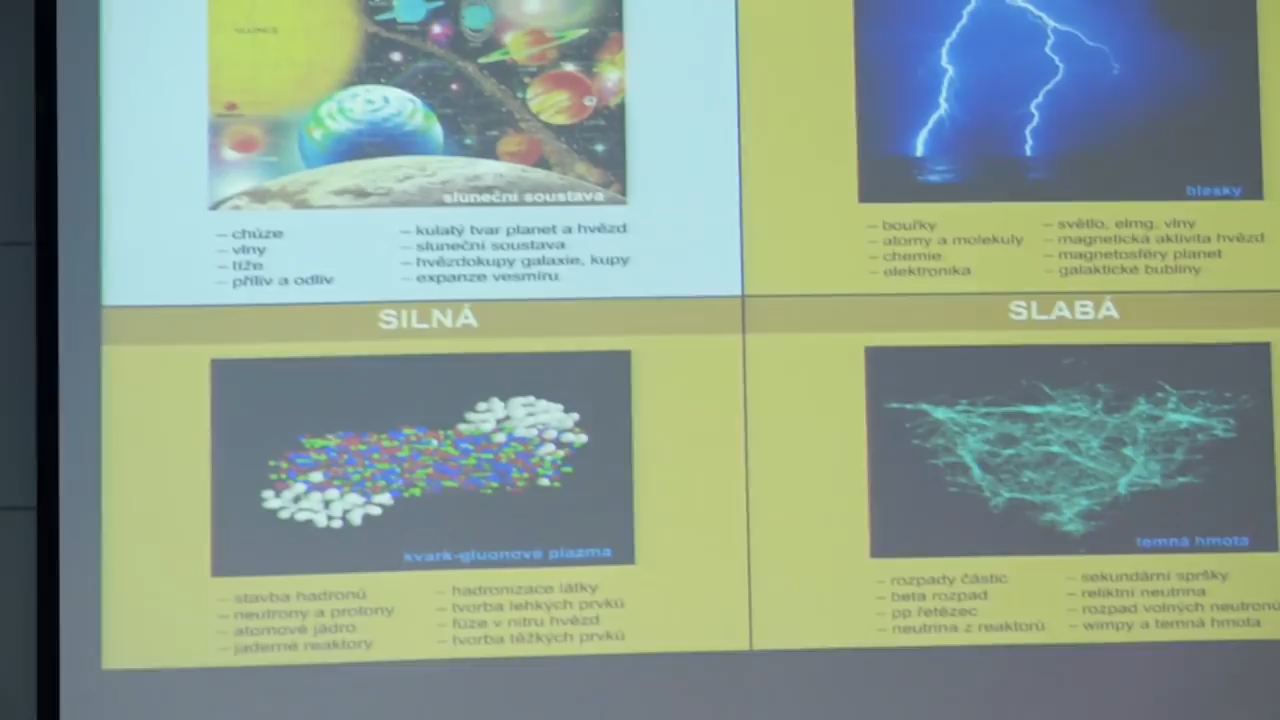 SLUNCE
sluneční soustava
– chůze
– vlny
– tíže
– příliv a odliv
– kulatý tvar planet a hvězd
– sluneční soustava
– hvězdokupy galaxie, kupy
– expanze vesmíru
blesky
– bouřky
– atomy a molekuly
– chemie
– elektronika
– světlo, elmg. vlny
– magnetická aktivita hvězd
– magnetosféry planet
– galaktické bubliny
SILNÁ
kvark-gluonové plazma
– stavba hadronů
– neutrony a protony
– atomové jádro
– jaderné reaktory
– hadronizace látky
– tvorba lehkých prvků
– fúze v nitru hvězd
– tvorba těžkých prvků
SLABÁ
temná hmota
– rozpady částic
– beta rozpad
– pp řetězec
– neutrina z reaktorů
– sekundární spršky
– reliktní neutrina
– rozpad volných neutronů
– wimpy a temná hmota